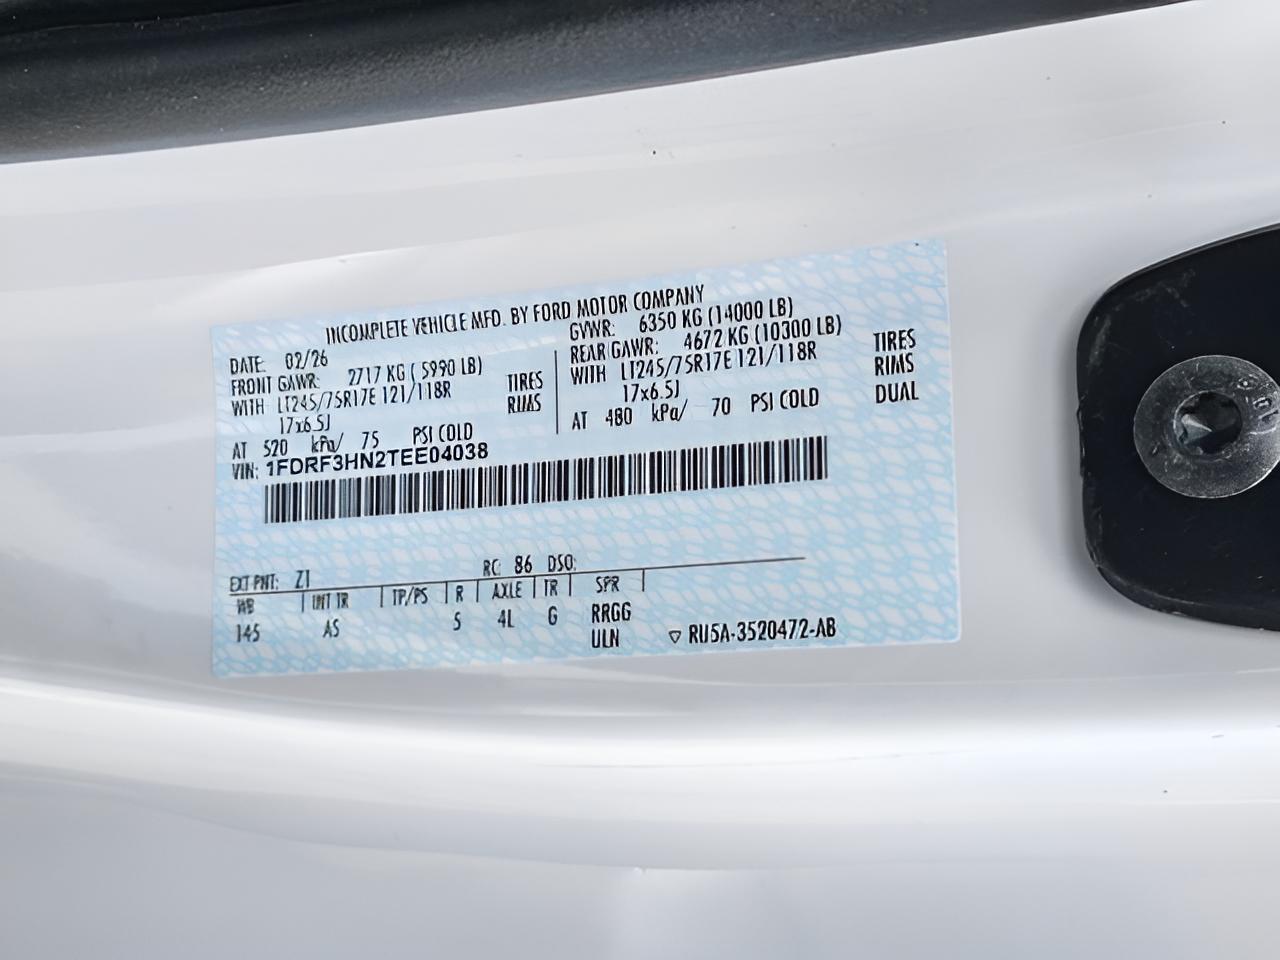 INCOMPLETE VEHICLE MFD. BY FORD MOTOR COMPANY
DATE: 02/26
FRONT GAWR: 2717 KG ( 5990 LB)
WITH LT245/75R17E 121/118R TIRES
17x6.5J RIMS
AT 520 kPa/ 75 PSI COLD
GVWR: 6350 KG (14000 LB)
REAR GAWR: 4672 KG (10300 LB)
WITH LT245/75R17E 121/118R TIRES
17x6.5J RIMS
AT 480 kPa/ 70 PSI COLD DUAL
VIN: 1FDRF3HN2TEE04038
EXT PNT: Z1 RC: 86 DSO:
WB INT TR TP/PS R AXLE TR SPR
145 AS S 4L G RRGG
ULN ▽ RU5A-3520472-AB